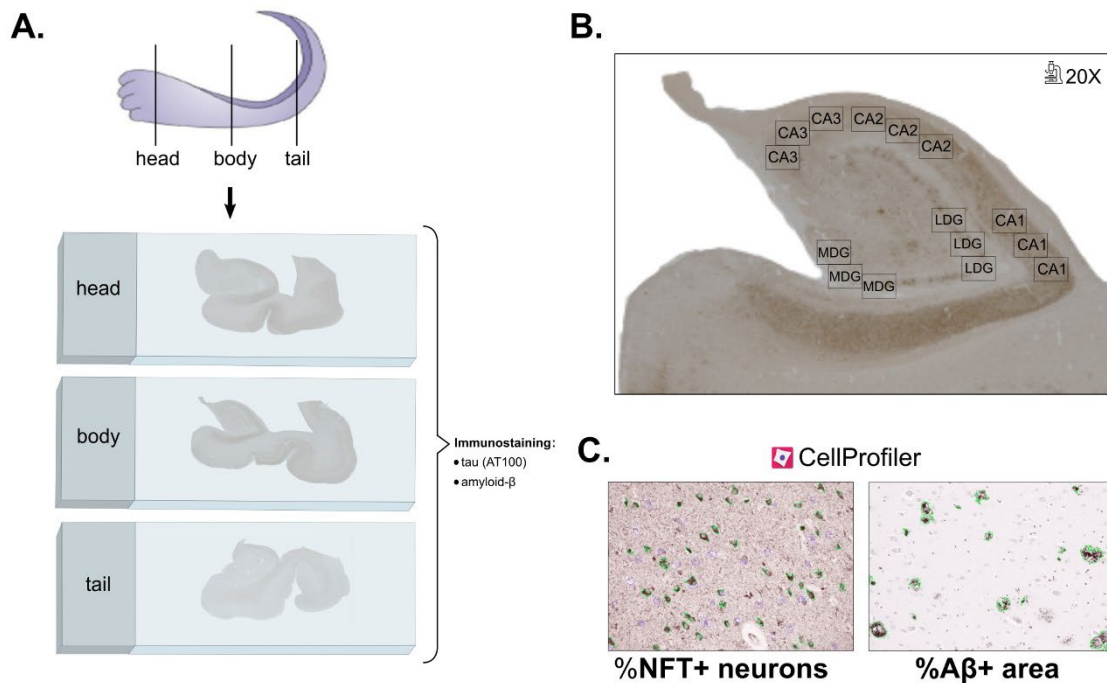 A.
head body tail
head
body
tail
Immunostaining:
• tau (AT100)
• amyloid-β
B.
20X
CA3 CA2
CA3 CA2
CA3 CA2
LDG CA1
LDG CA1
LDG CA1
MDG
MDG MDG
C.
CellProfiler
%NFT+ neurons
%Aβ+ area